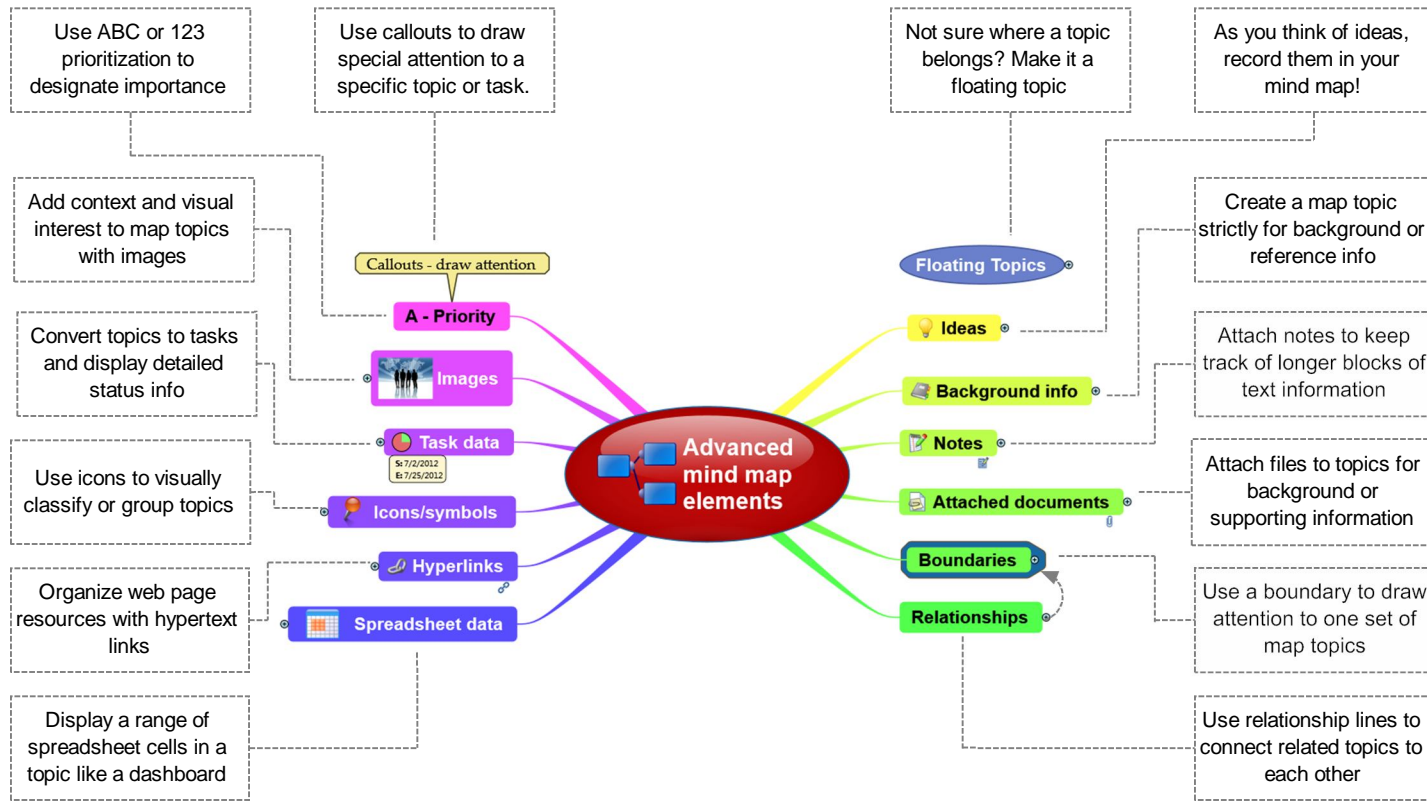 Use ABC or 123
prioritization to
designate importance
Use callouts to draw
special attention to a
specific topic or task.
Not sure where a topic
belongs? Make it a
floating topic
As you think of ideas,
record them in your
mind map!
Add context and visual
interest to map topics
with images
Convert topics to tasks
and display detailed
status info
Use icons to visually
classify or group topics
Organize web page
resources with hypertext
links
Display a range of
spreadsheet cells in a
topic like a dashboard
Callouts - draw attention
A - Priority
Images
Task data
S: 7/2/2012
E: 7/25/2012
Icons/symbols
Hyperlinks
Spreadsheet data
Advanced
mind map
elements
Floating Topics
Ideas
Background info
Notes
Attached documents
Boundaries
Relationships
Create a map topic
strictly for background or
reference info
Attach notes to keep
track of longer blocks of
text information
Attach files to topics for
background or
supporting information
Use a boundary to draw
attention to one set of
map topics
Use relationship lines to
connect related topics to
each other